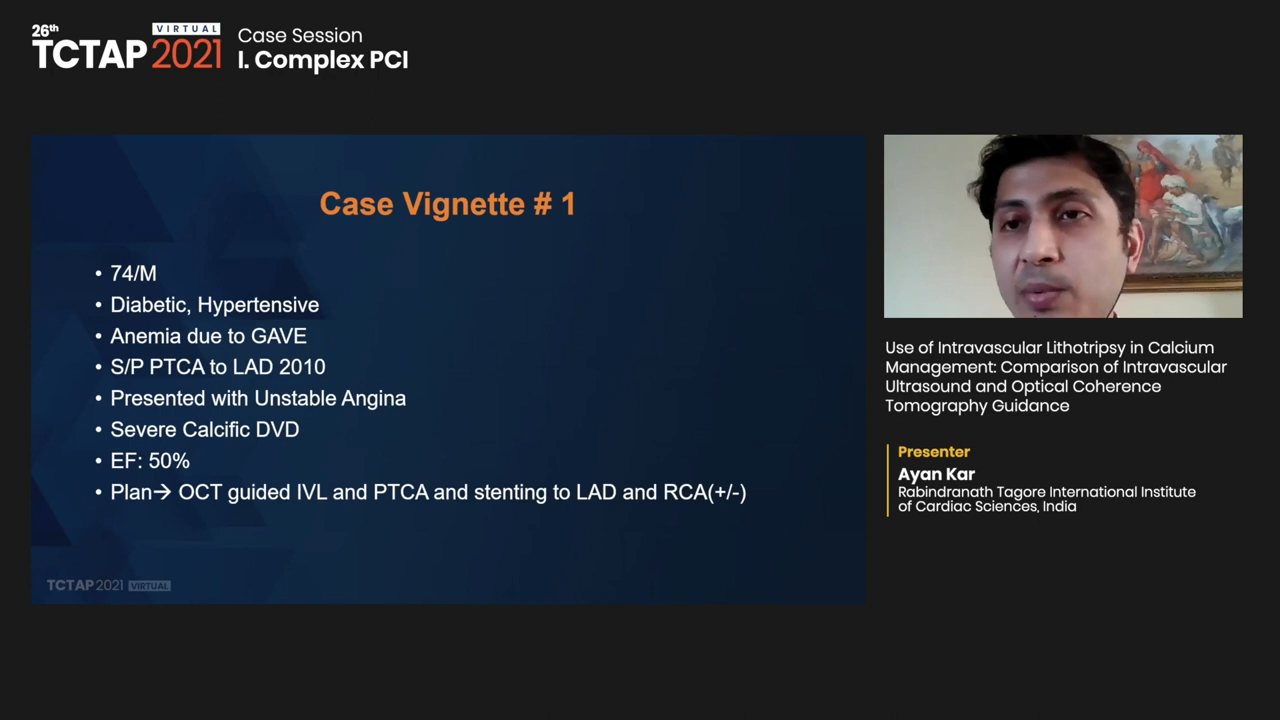 26th
VIRTUAL
TCTAP 2021
Case Session
I. Complex PCI
Case Vignette # 1
• 74/M
• Diabetic, Hypertensive
• Anemia due to GAVE
• S/P PTCA to LAD 2010
• Presented with Unstable Angina
• Severe Calcific DVD
• EF: 50%
• Plan→ OCT guided IVL and PTCA and stenting to LAD and RCA(+/-)
TCTAP 2021 VIRTUAL
Use of Intravascular Lithotripsy in Calcium
Management: Comparison of Intravascular
Ultrasound and Optical Coherence
Tomography Guidance
Presenter
Ayan Kar
Rabindranath Tagore International Institute
of Cardiac Sciences, India